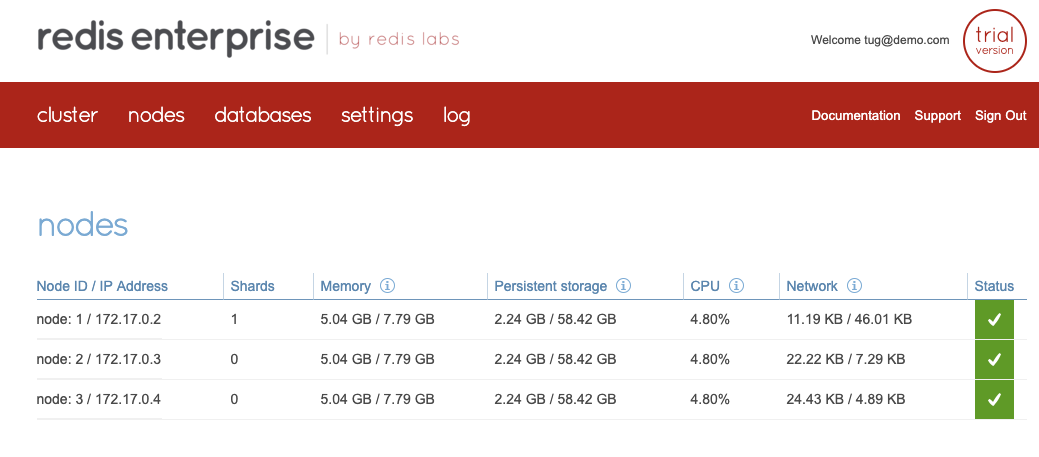 redis enterprise by redis labs
Welcome tug@demo.com
trial
version
cluster nodes databases settings log Documentation Support Sign Out
nodes
Node ID / IP Address Shards Memory Persistent storage CPU Network Status
node: 1 / 172.17.0.2 1 5.04 GB / 7.79 GB 2.24 GB / 58.42 GB 4.80% 11.19 KB / 46.01 KB
node: 2 / 172.17.0.3 0 5.04 GB / 7.79 GB 2.24 GB / 58.42 GB 4.80% 22.22 KB / 7.29 KB
node: 3 / 172.17.0.4 0 5.04 GB / 7.79 GB 2.24 GB / 58.42 GB 4.80% 24.43 KB / 4.89 KB